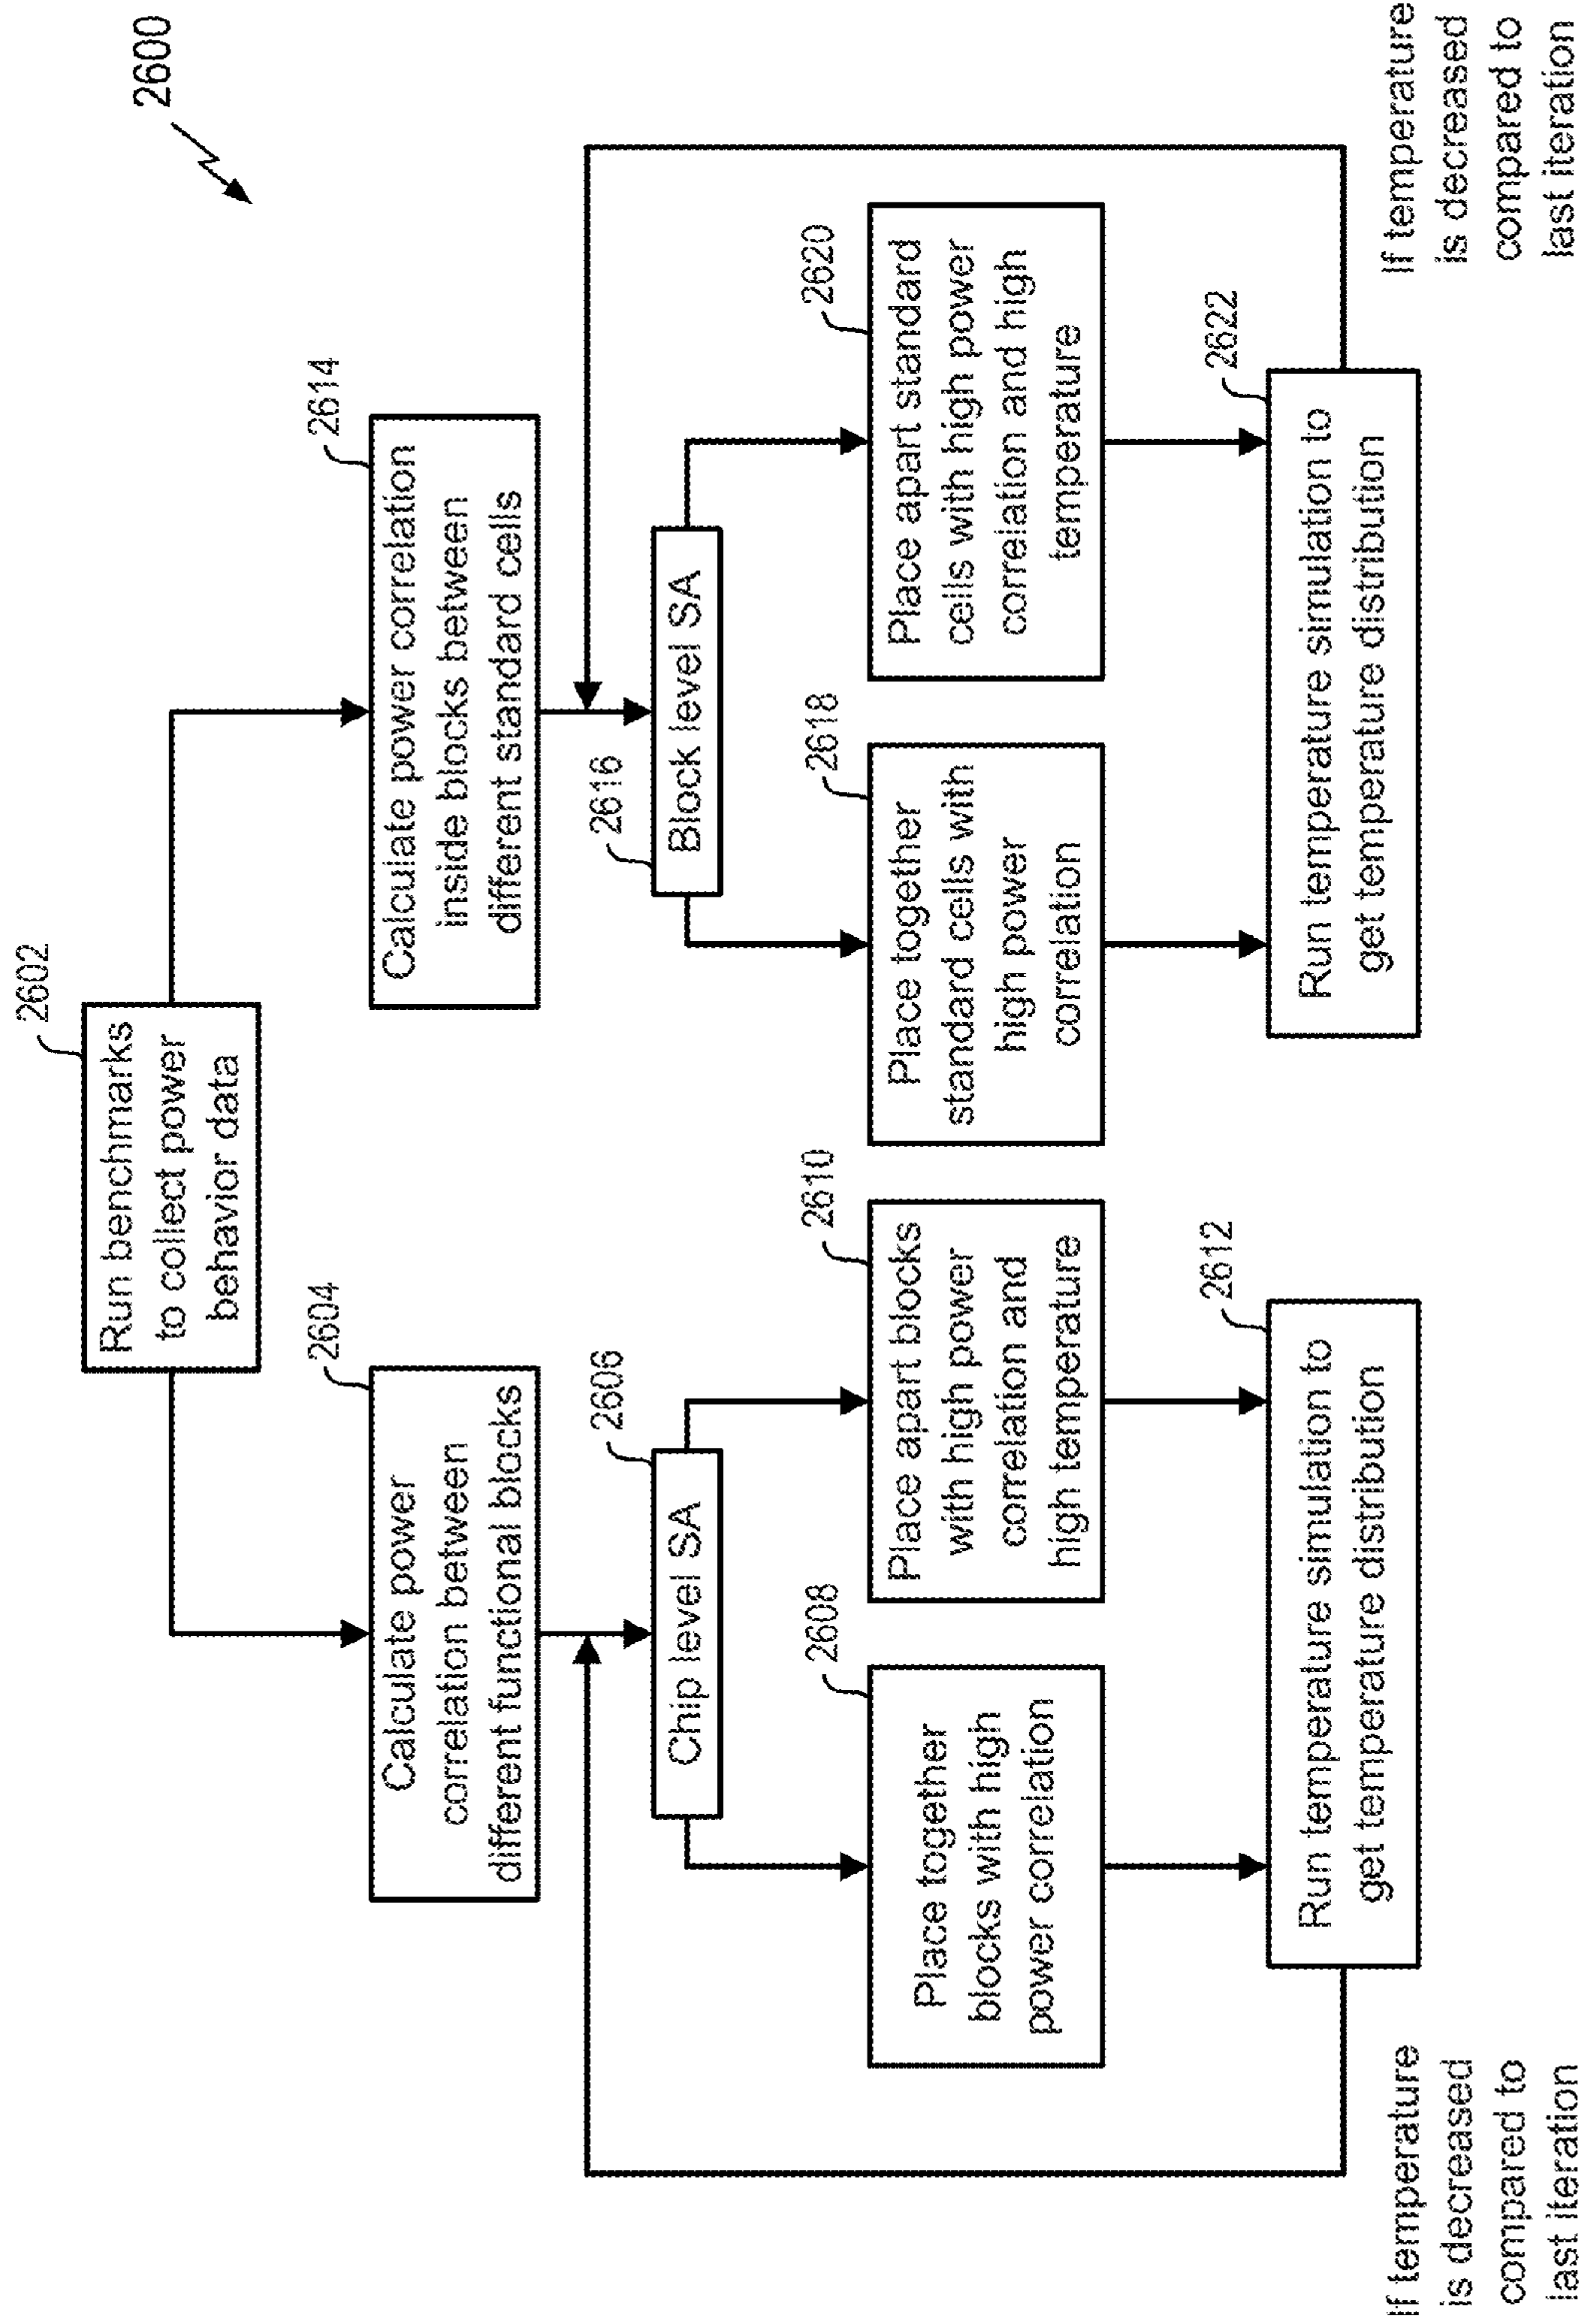 2600
2602
Run benchmarks
to collect power
behavior data
2604
Calculate power
correlation between
different functional blocks
2614
Calculate power correlation
inside blocks between
different standard cells
2606
Chip level SA
2616
Block level SA
2608
Place together
blocks with high
power correlation
2610
Place apart blocks
with high power
correlation and
high temperature
2618
Place together
standard cells with
high power
correlation
2620
Place apart standard
cells with high power
correlation and high
temperature
2612
Run temperature simulation to
get temperature distribution
2622
Run temperature simulation to
get temperature distribution
If temperature
is decreased
compared to
last iteration
If temperature
is decreased
compared to
last iteration